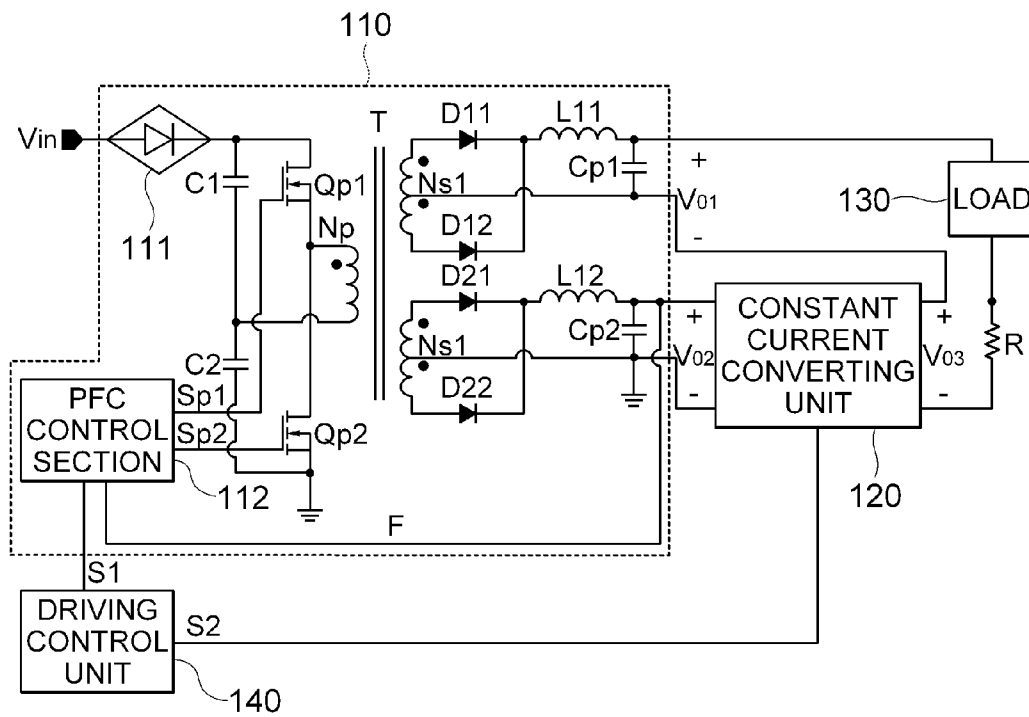 110
Vin
111
C1
Qp1
Np
T
D11
L11
Ns1
Cp1
D12
+
V01
-
130
LOAD
D21
L12
Ns1
Cp2
D22
+
V02
-
CONSTANT
CURRENT
CONVERTING
UNIT
+
V03
-
R
120
C2
PFC
CONTROL
SECTION
Sp1
Sp2
Qp2
112
F
S1
DRIVING
CONTROL
UNIT
S2
140